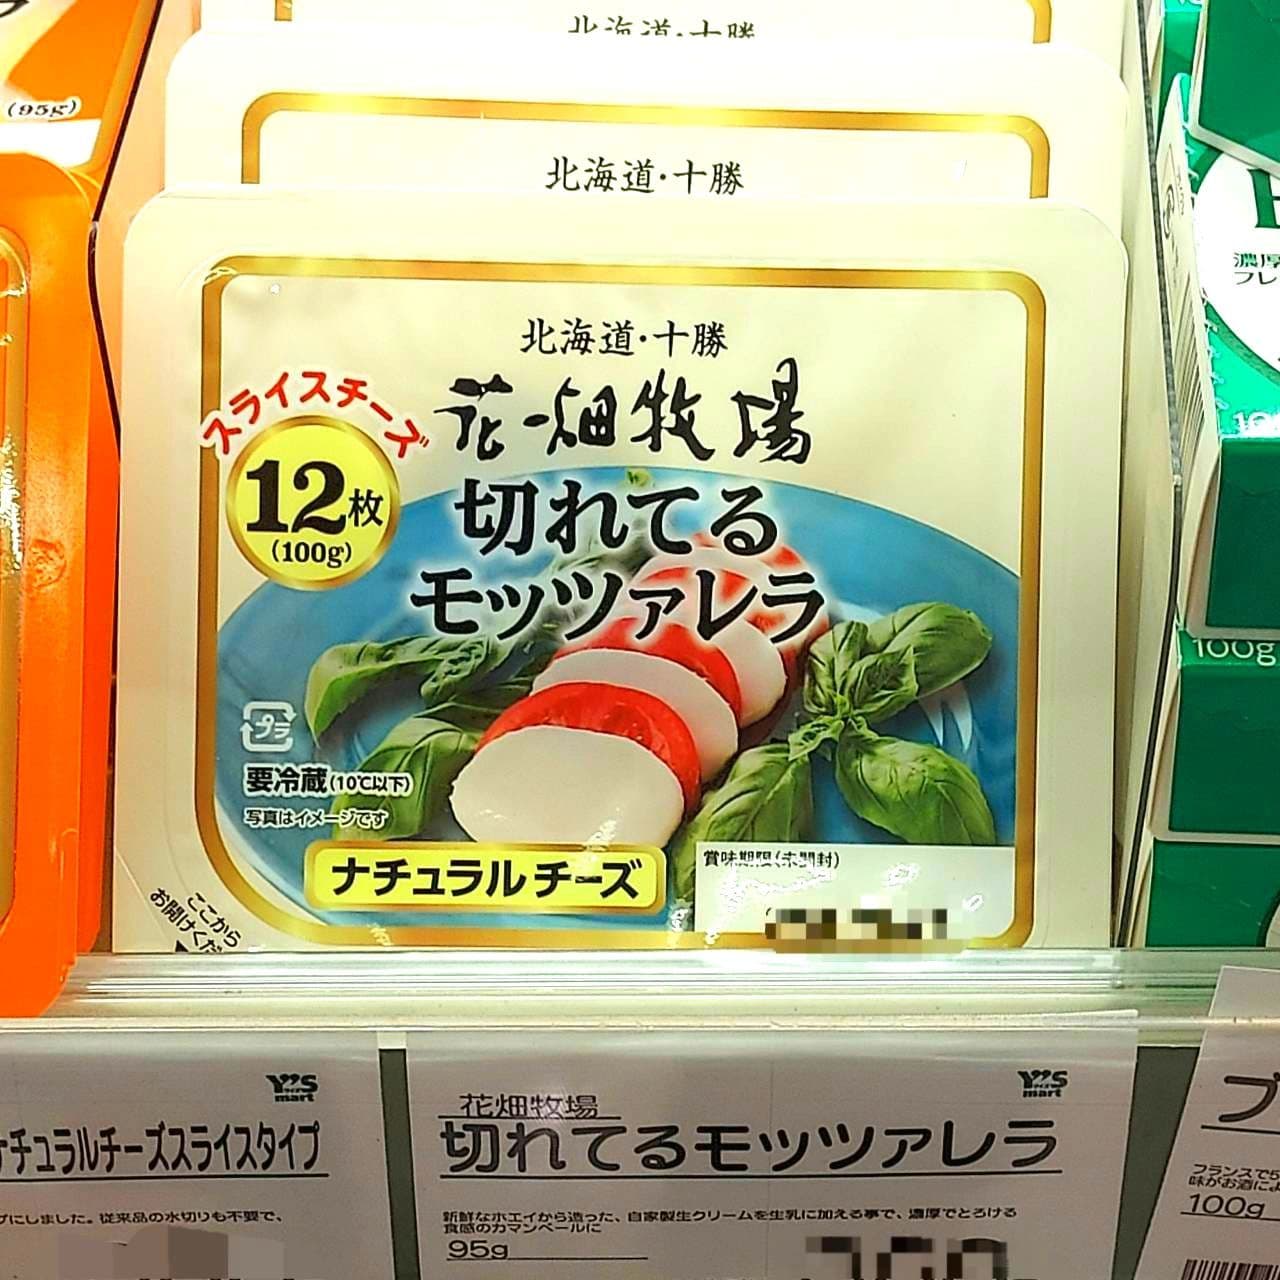 (95g)
北海道・十勝
北海道・十勝
北海道・十勝
花畑牧場
スライスチーズ
12枚
(100g)
切れてる
モッツァレラ
プラ
要冷蔵(10℃以下)
写真はイメージです
ナチュラルチーズ
賞味期限(未開封)
ここから
お開けくだ
濃厚
フレ
100g
Y'S
mart
ナチュラルチーズスライスタイプ
にしました。従来品の水切りも不要で、
Y'S
mart
花畑牧場
切れてるモッツァレラ
新鮮なホエイから造った、自家製生クリームを生乳に加える事で、濃厚でとろける
食感のカマンベールに
95g
ブ
フランスで5
味がお酒によ
100g